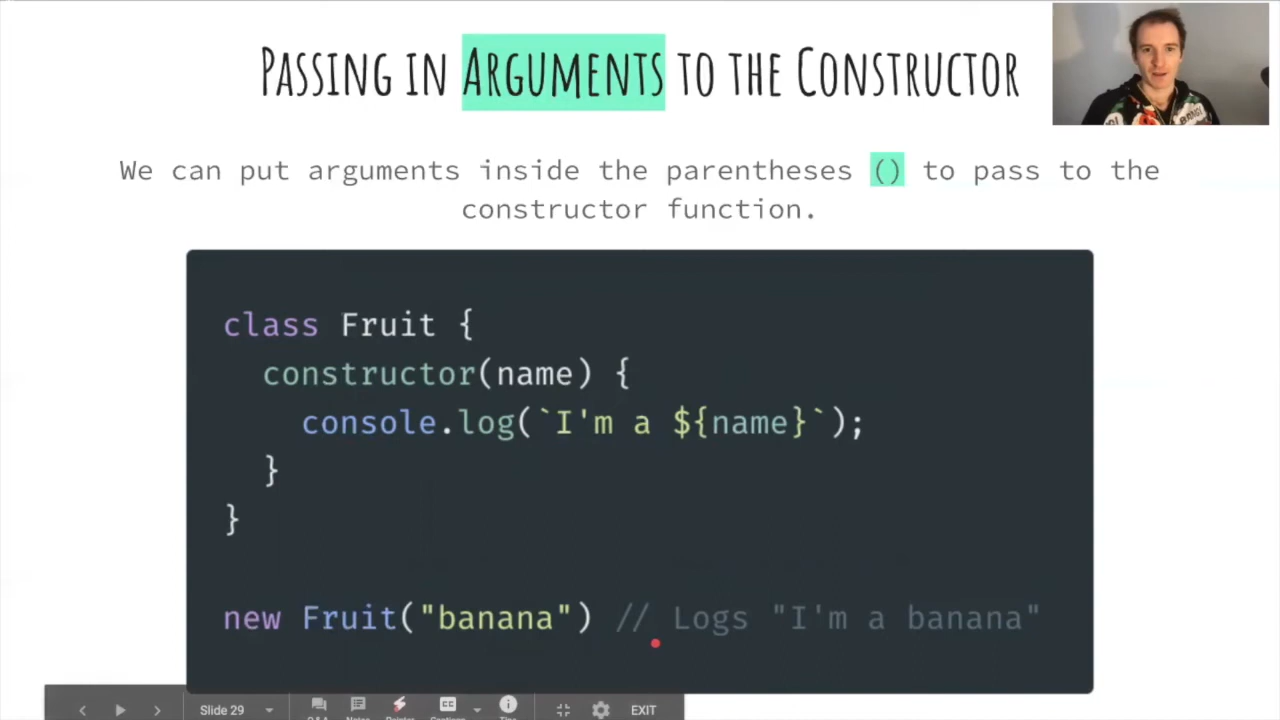 PASSING IN ARGUMENTS TO THE CONSTRUCTOR
We can put arguments inside the parentheses () to pass to the
constructor function.
class Fruit {
  constructor(name) {
    console.log(`I'm a ${name}`);
  }
}
new Fruit("banana") // Logs "I'm a banana"
Slide 29 EXIT